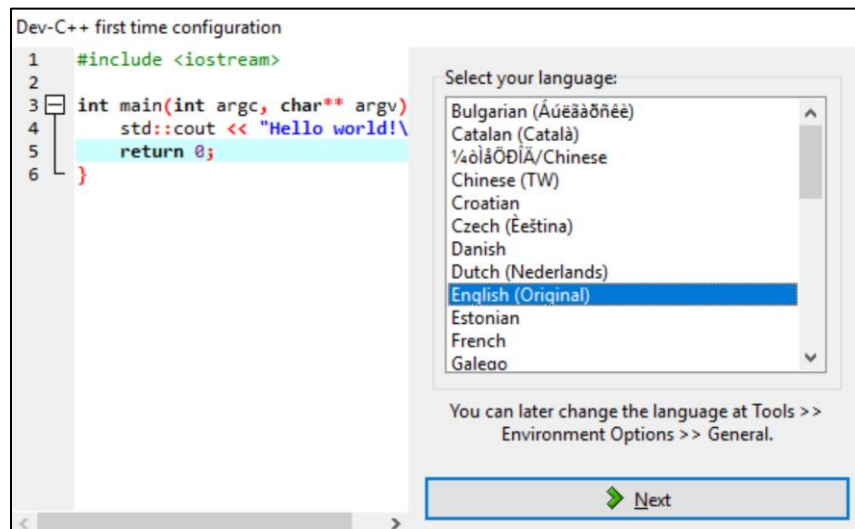 Dev-C++ first time configuration
1 #include <iostream>
2
3 int main(int argc, char** argv)
4 std::cout << "Hello world!\
5 return 0;
6 }
Select your language:
Bulgarian (Áúëãàðñêè)
Catalan (Català)
¼òÌåÖÐÎÄ/Chinese
Chinese (TW)
Croatian
Czech (Èeština)
Danish
Dutch (Nederlands)
English (Original)
Estonian
French
Galego
You can later change the language at Tools >>
Environment Options >> General.
Next